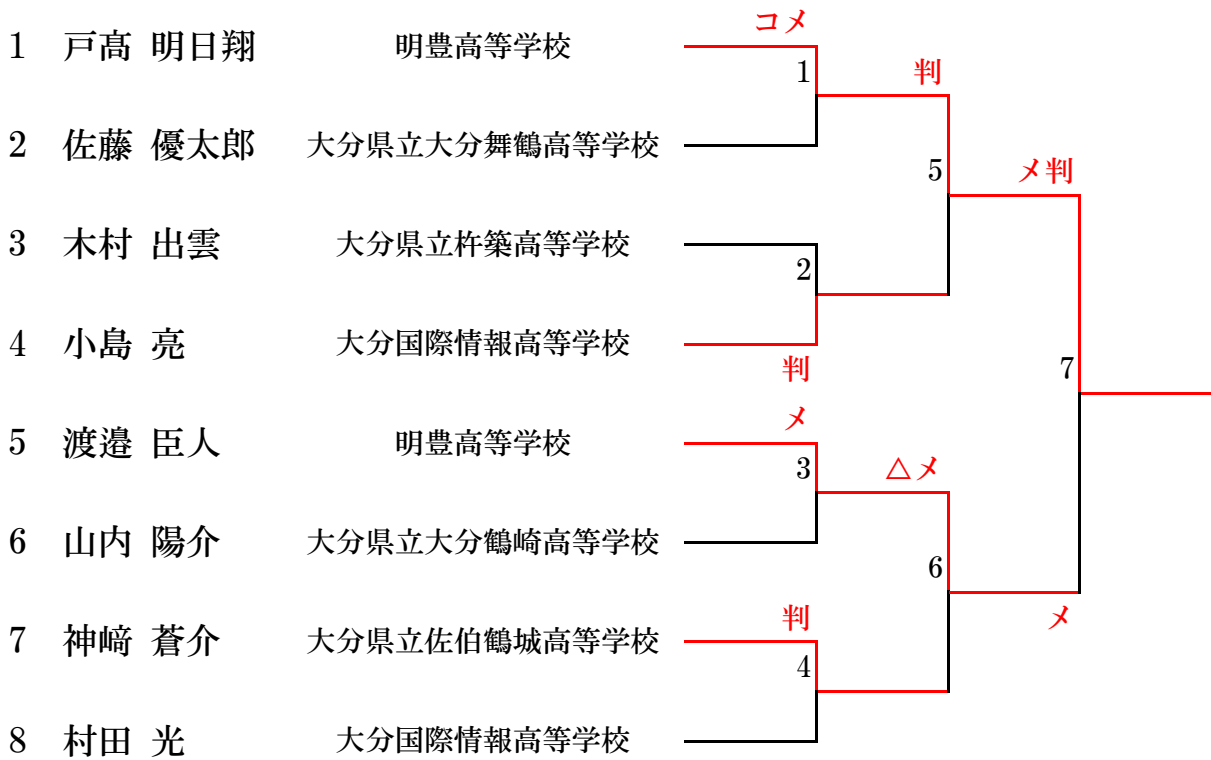 コメ
1 戸髙 明日翔 明豊高等学校
1
判
2 佐藤 優太郎 大分県立大分舞鶴高等学校
5
メ判
3 木村 出雲 大分県立杵築高等学校
2
4 小島 亮 大分国際情報高等学校
判
7
メ
5 渡邉 臣人 明豊高等学校
3
△メ
6 山内 陽介 大分県立大分鶴崎高等学校
6
判
メ
7 神﨑 蒼介 大分県立佐伯鶴城高等学校
4
8 村田 光 大分国際情報高等学校